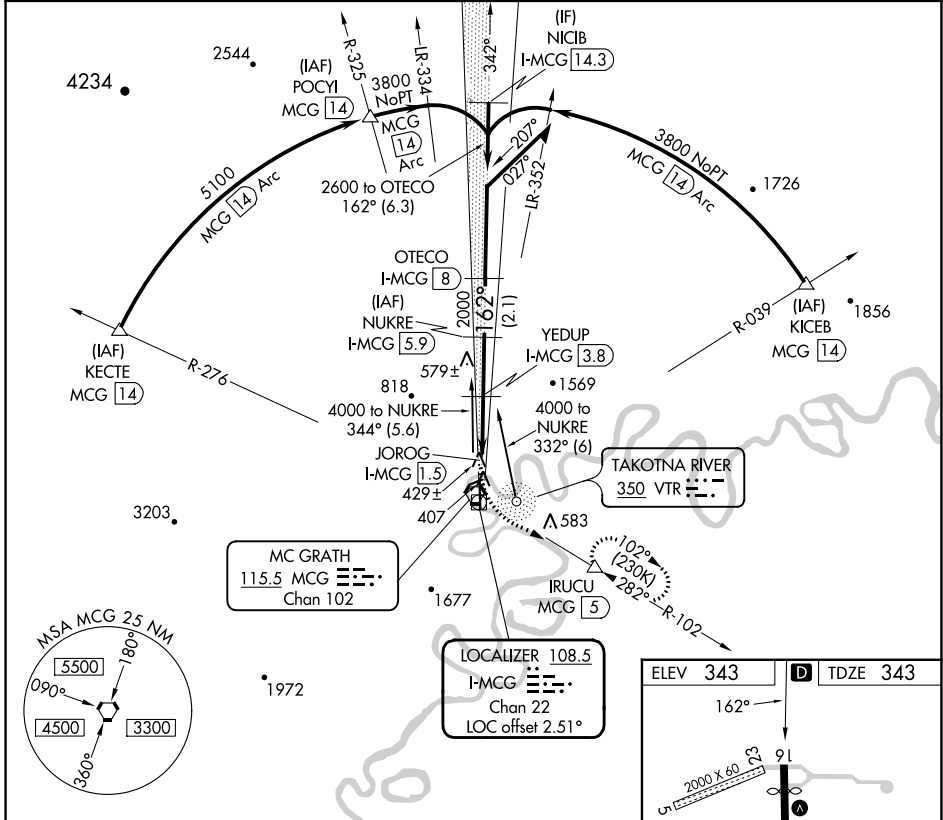 (IF)
NICIB
I-MCG 14.3
342°
R-325
LR-334
2544
(IAF)
POCYI
MCG 14
3800
NoPT
MCG
14
Arc
4234
207°
027°
LR-352
3800 NoPT
MCG 14 Arc
1726
5100
MCG 14 Arc
2600 to OTECO
162° (6.3)
OTECO
I-MCG 8
2000
162°
(2.1)
(IAF)
NUKRE
I-MCG 5.9
R-039
(IAF)
KICEB
MCG 14
1856
(IAF)
KECTE
MCG 14
R-276
YEDUP
I-MCG 3.8
579±
818
1569
4000 to NUKRE
344° (5.6)
4000 to
NUKRE
332° (6)
JOROG
I-MCG 1.5
429±
407
TAKOTNA RIVER
350 VTR
3203
583
MC GRATH
115.5 MCG
Chan 102
102°
(230K)
282°
R-102
IRUCU
MCG 5
1677
1972
MSA MCG 25 NM
5500
180°
090°
4500
3300
360°
LOCALIZER 108.5
I-MCG
Chan 22
LOC offset 2.51°
ELEV 343
D
TDZE 343
162°
2000 X 60
23
5
16
A